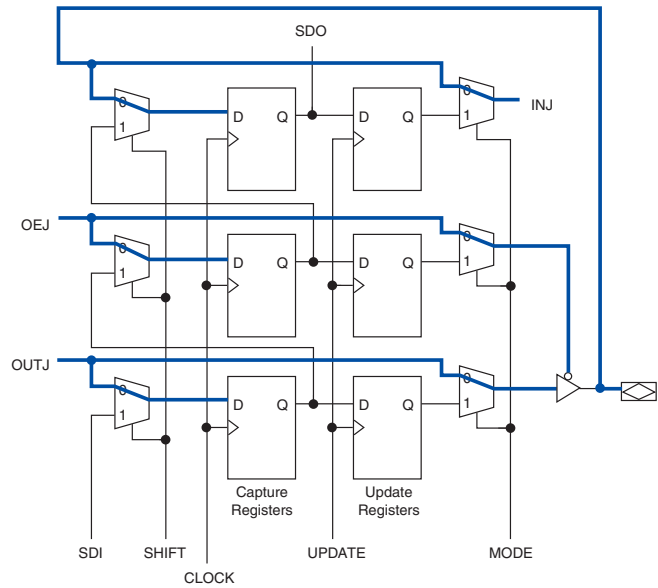 SDO
0
1
D Q
D Q
0
1
INJ
OEJ
0
1
D Q
D Q
0
1
OUTJ
0
1
D Q
D Q
0
1
Capture
Registers
Update
Registers
SDI
SHIFT
CLOCK
UPDATE
MODE